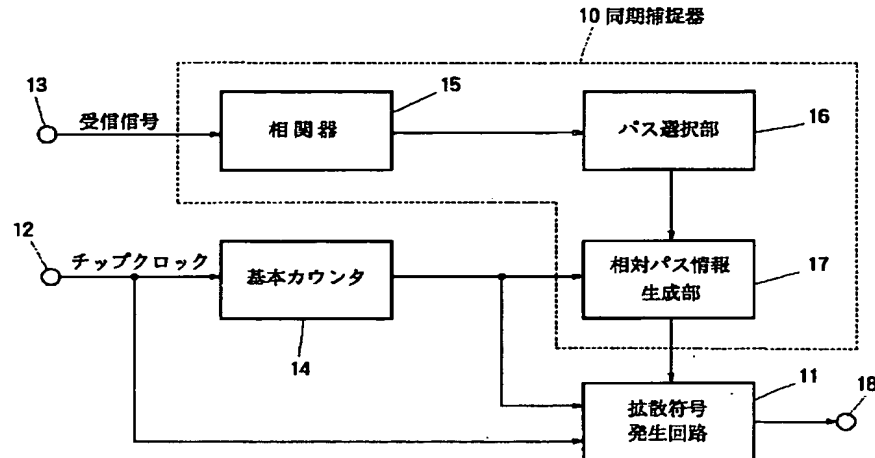 10 同期捕捉器
13
受信信号
15
相関器
パス選択部
16
12
チップクロック
基本カウンタ
14
相対パス情報
生成部
17
11
18
拡散符号
発生回路